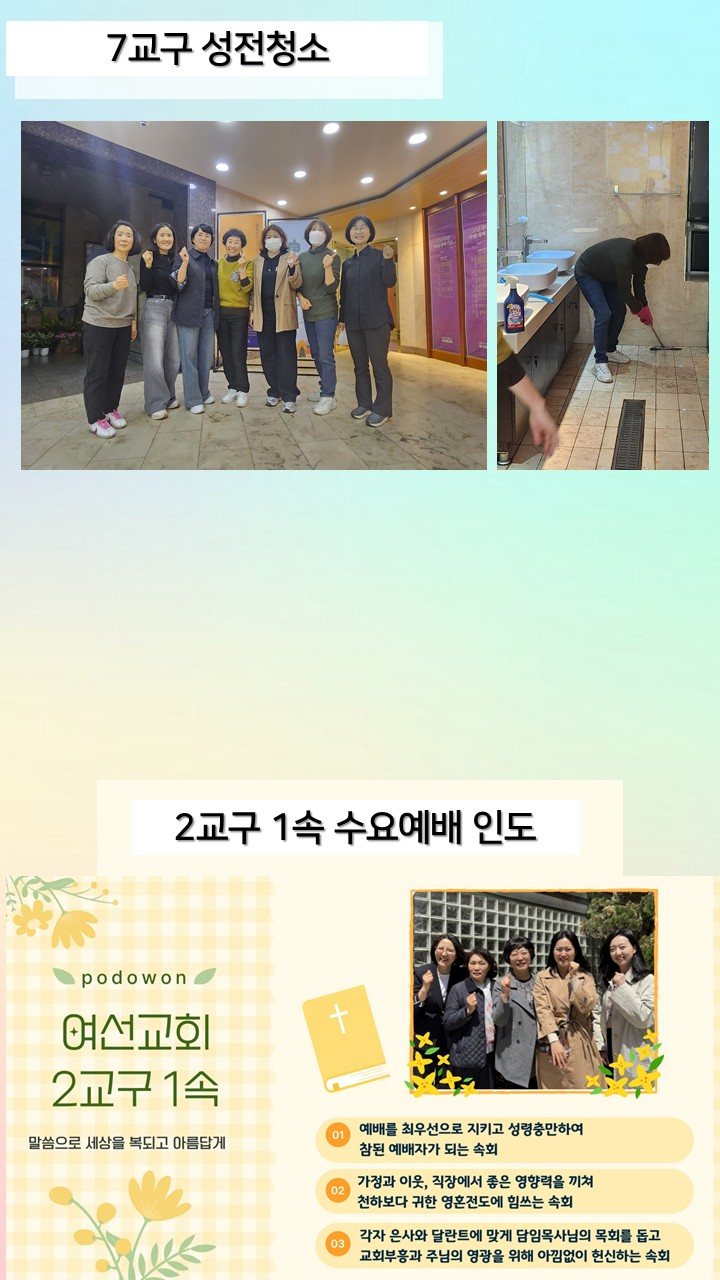 7교구 성전청소
2교구 1속 수요예배 인도
podowon
여선교회
2교구 1속
말씀으로 세상을 복되고 아름답게
01 예배를 최우선으로 지키고 성령충만하여
참된 예배자가 되는 속회
02 가정과 이웃, 직장에서 좋은 영향력을 끼쳐
천하보다 귀한 영혼전도에 힘쓰는 속회
03 각자 은사와 달란트에 맞게 담임목사님의 목회를 돕고
교회부흥과 주님의 영광을 위해 아낌없이 헌신하는 속회